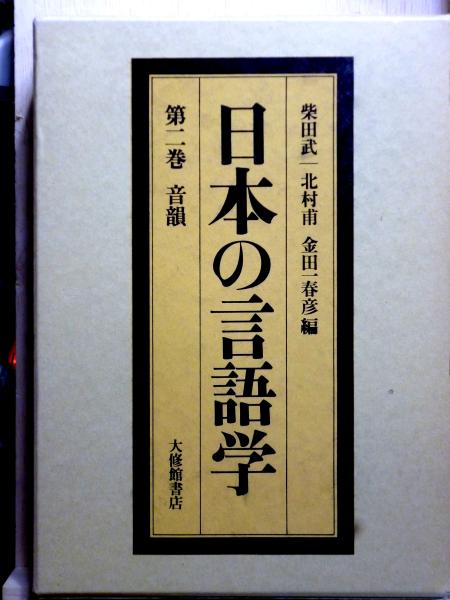 柴田武｜北村甫 金田一春彦編
日本の言語学
第二巻 音韻
大修館書店